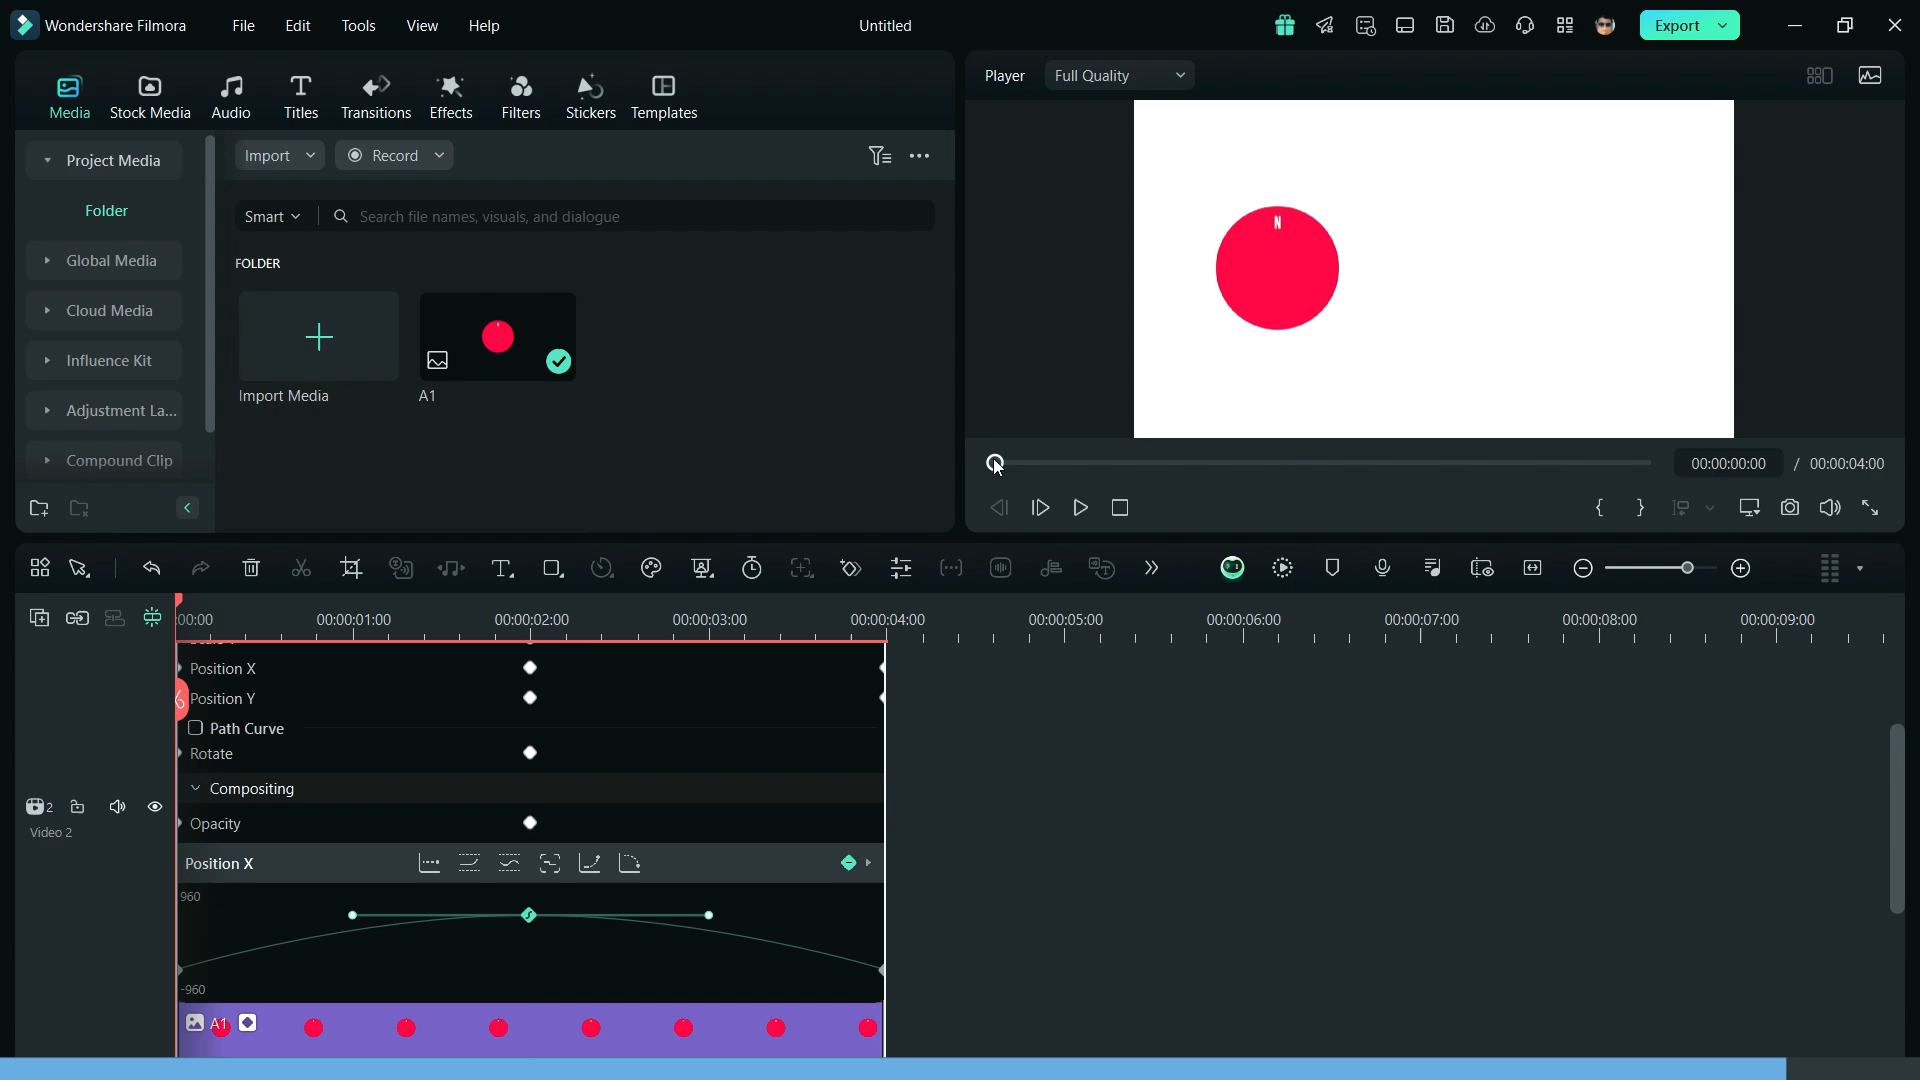 Wondershare Filmora File Edit Tools View Help Untitled Export
Media Stock Media Audio Titles Transitions Effects Filters Stickers Templates
Player Full Quality
Project Media
Folder
Global Media
Cloud Media
Influence Kit
Adjustment La...
Compound Clip
Import Record
Smart Search file names, visuals, and dialogue
FOLDER
Import Media A1
N
00:00:00:00 / 00:00:04:00
:00:00 00:00:01:00 00:00:02:00 00:00:03:00 00:00:04:00 00:00:05:00 00:00:06:00 00:00:07:00 00:00:08:00 00:00:09:00
Position X
Position Y
Path Curve
Rotate
Compositing
Opacity
2
Video 2
Position X
960
-960
A1